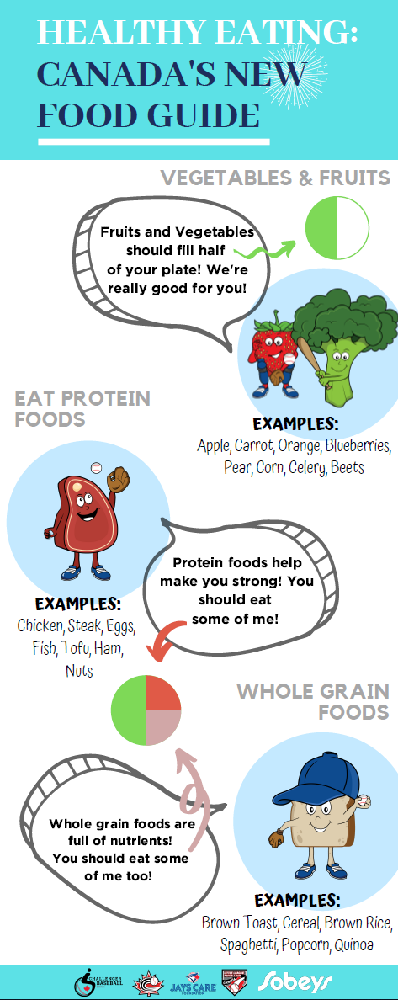 HEALTHY EATING:
CANADA'S NEW
FOOD GUIDE
VEGETABLES & FRUITS
Fruits and Vegetables
should fill half
of your plate! We're
really good for you!
EXAMPLES:
Apple, Carrot, Orange, Blueberries,
Pear, Corn, Celery, Beets
EAT PROTEIN
FOODS
EXAMPLES:
Chicken, Steak, Eggs,
Fish, Tofu, Ham,
Nuts
Protein foods help
make you strong! You
should eat
some of me!
WHOLE GRAIN
FOODS
Whole grain foods are
full of nutrients!
You should eat some
of me too!
EXAMPLES:
Brown Toast, Cereal, Brown Rice,
Spaghetti, Popcorn, Quinoa
CHALLENGER
BASEBALL
JAYS CARE
FOUNDATION
Sobeys